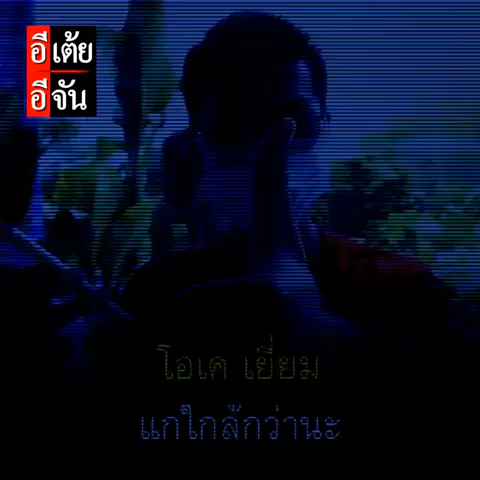 อีเต้ย
อีจัน
โอเค เยี่ยม
แกใกล้กว่านะ